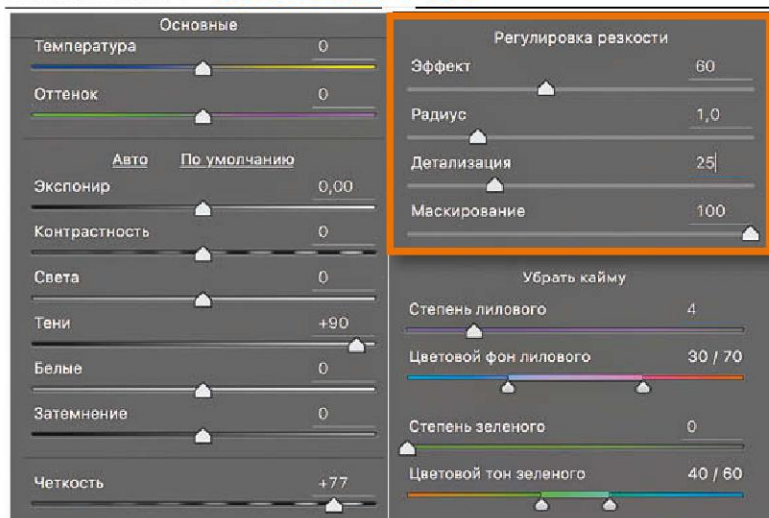 Основные
Температура 0
Оттенок 0
Авто По умолчанию
Экспонир 0,00
Контрастность 0
Света 0
Тени +90
Белые 0
Затемнение 0
Четкость +77
Регулировка резкости
Эффект 60
Радиус 1,0
Детализация 25
Маскирование 100
Убрать кайму
Степень лилового 4
Цветовой фон лилового 30 / 70
Степень зеленого 0
Цветовой тон зеленого 40 / 60